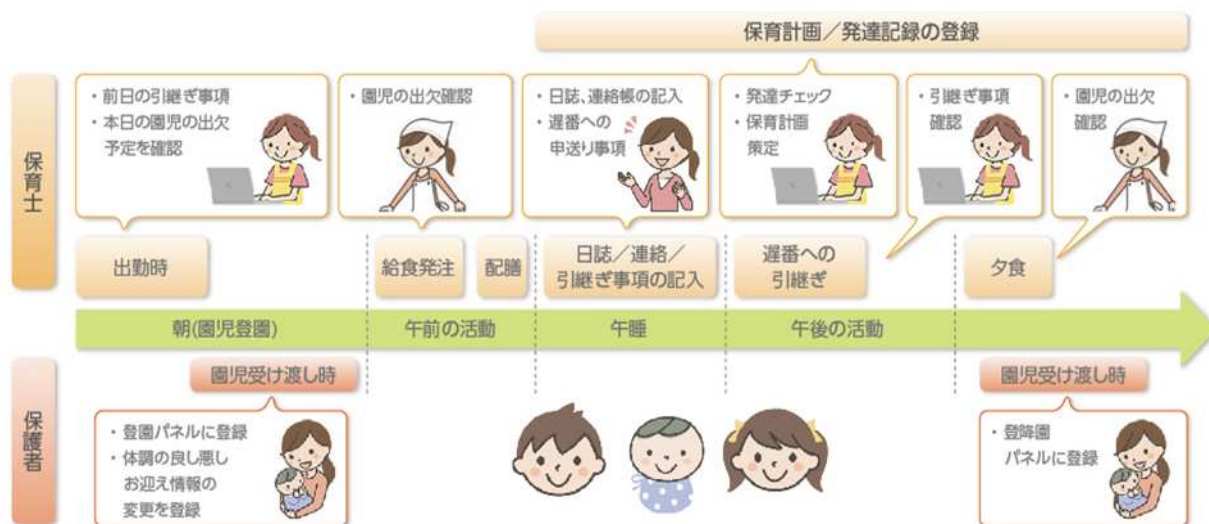 保育計画／発達記録の登録
保育士
・前日の引継ぎ事項
・本日の園児の出欠
予定を確認
・園児の出欠確認
・日誌、連絡帳の記入
・遅番への
申送り事項
・発達チェック
・保育計画
策定
・引継ぎ事項
確認
・園児の出欠
確認
出勤時
給食発注
配膳
日誌／連絡／
引継ぎ事項の記入
遅番への
引継ぎ
夕食
朝(園児登園)
午前の活動
午睡
午後の活動
保護者
園児受け渡し時
園児受け渡し時
・登園パネルに登録
・体調の良し悪し
お迎え情報の
変更を登録
・登降園
パネルに登録